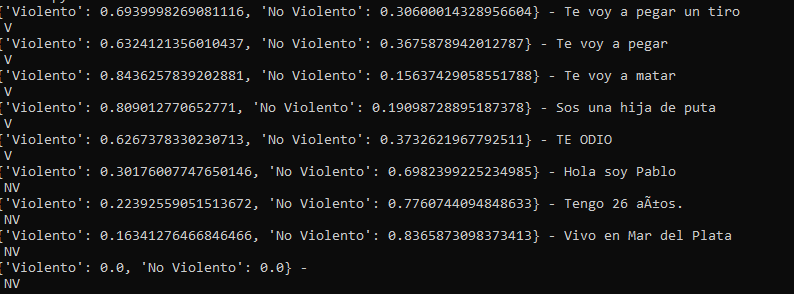 {'Violento': 0.6939998269081116, 'No Violento': 0.30600014328956604} - Te voy a pegar un tiro
V
{'Violento': 0.6324121356010437, 'No Violento': 0.3675878942012787} - Te voy a pegar
V
{'Violento': 0.8436257839202881, 'No Violento': 0.15637429058551788} - Te voy a matar
V
{'Violento': 0.809012770652771, 'No Violento': 0.19098728895187378} - Sos una hija de puta
V
{'Violento': 0.6267378330230713, 'No Violento': 0.3732621967792511} - TE ODIO
V
{'Violento': 0.30176007747650146, 'No Violento': 0.6982399225234985} - Hola soy Pablo
NV
{'Violento': 0.22392559051513672, 'No Violento': 0.7760744094848633} - Tengo 26 aÃ±os.
NV
{'Violento': 0.16341276466846466, 'No Violento': 0.8365873098373413} - Vivo en Mar del Plata
NV
{'Violento': 0.0, 'No Violento': 0.0} -
NV